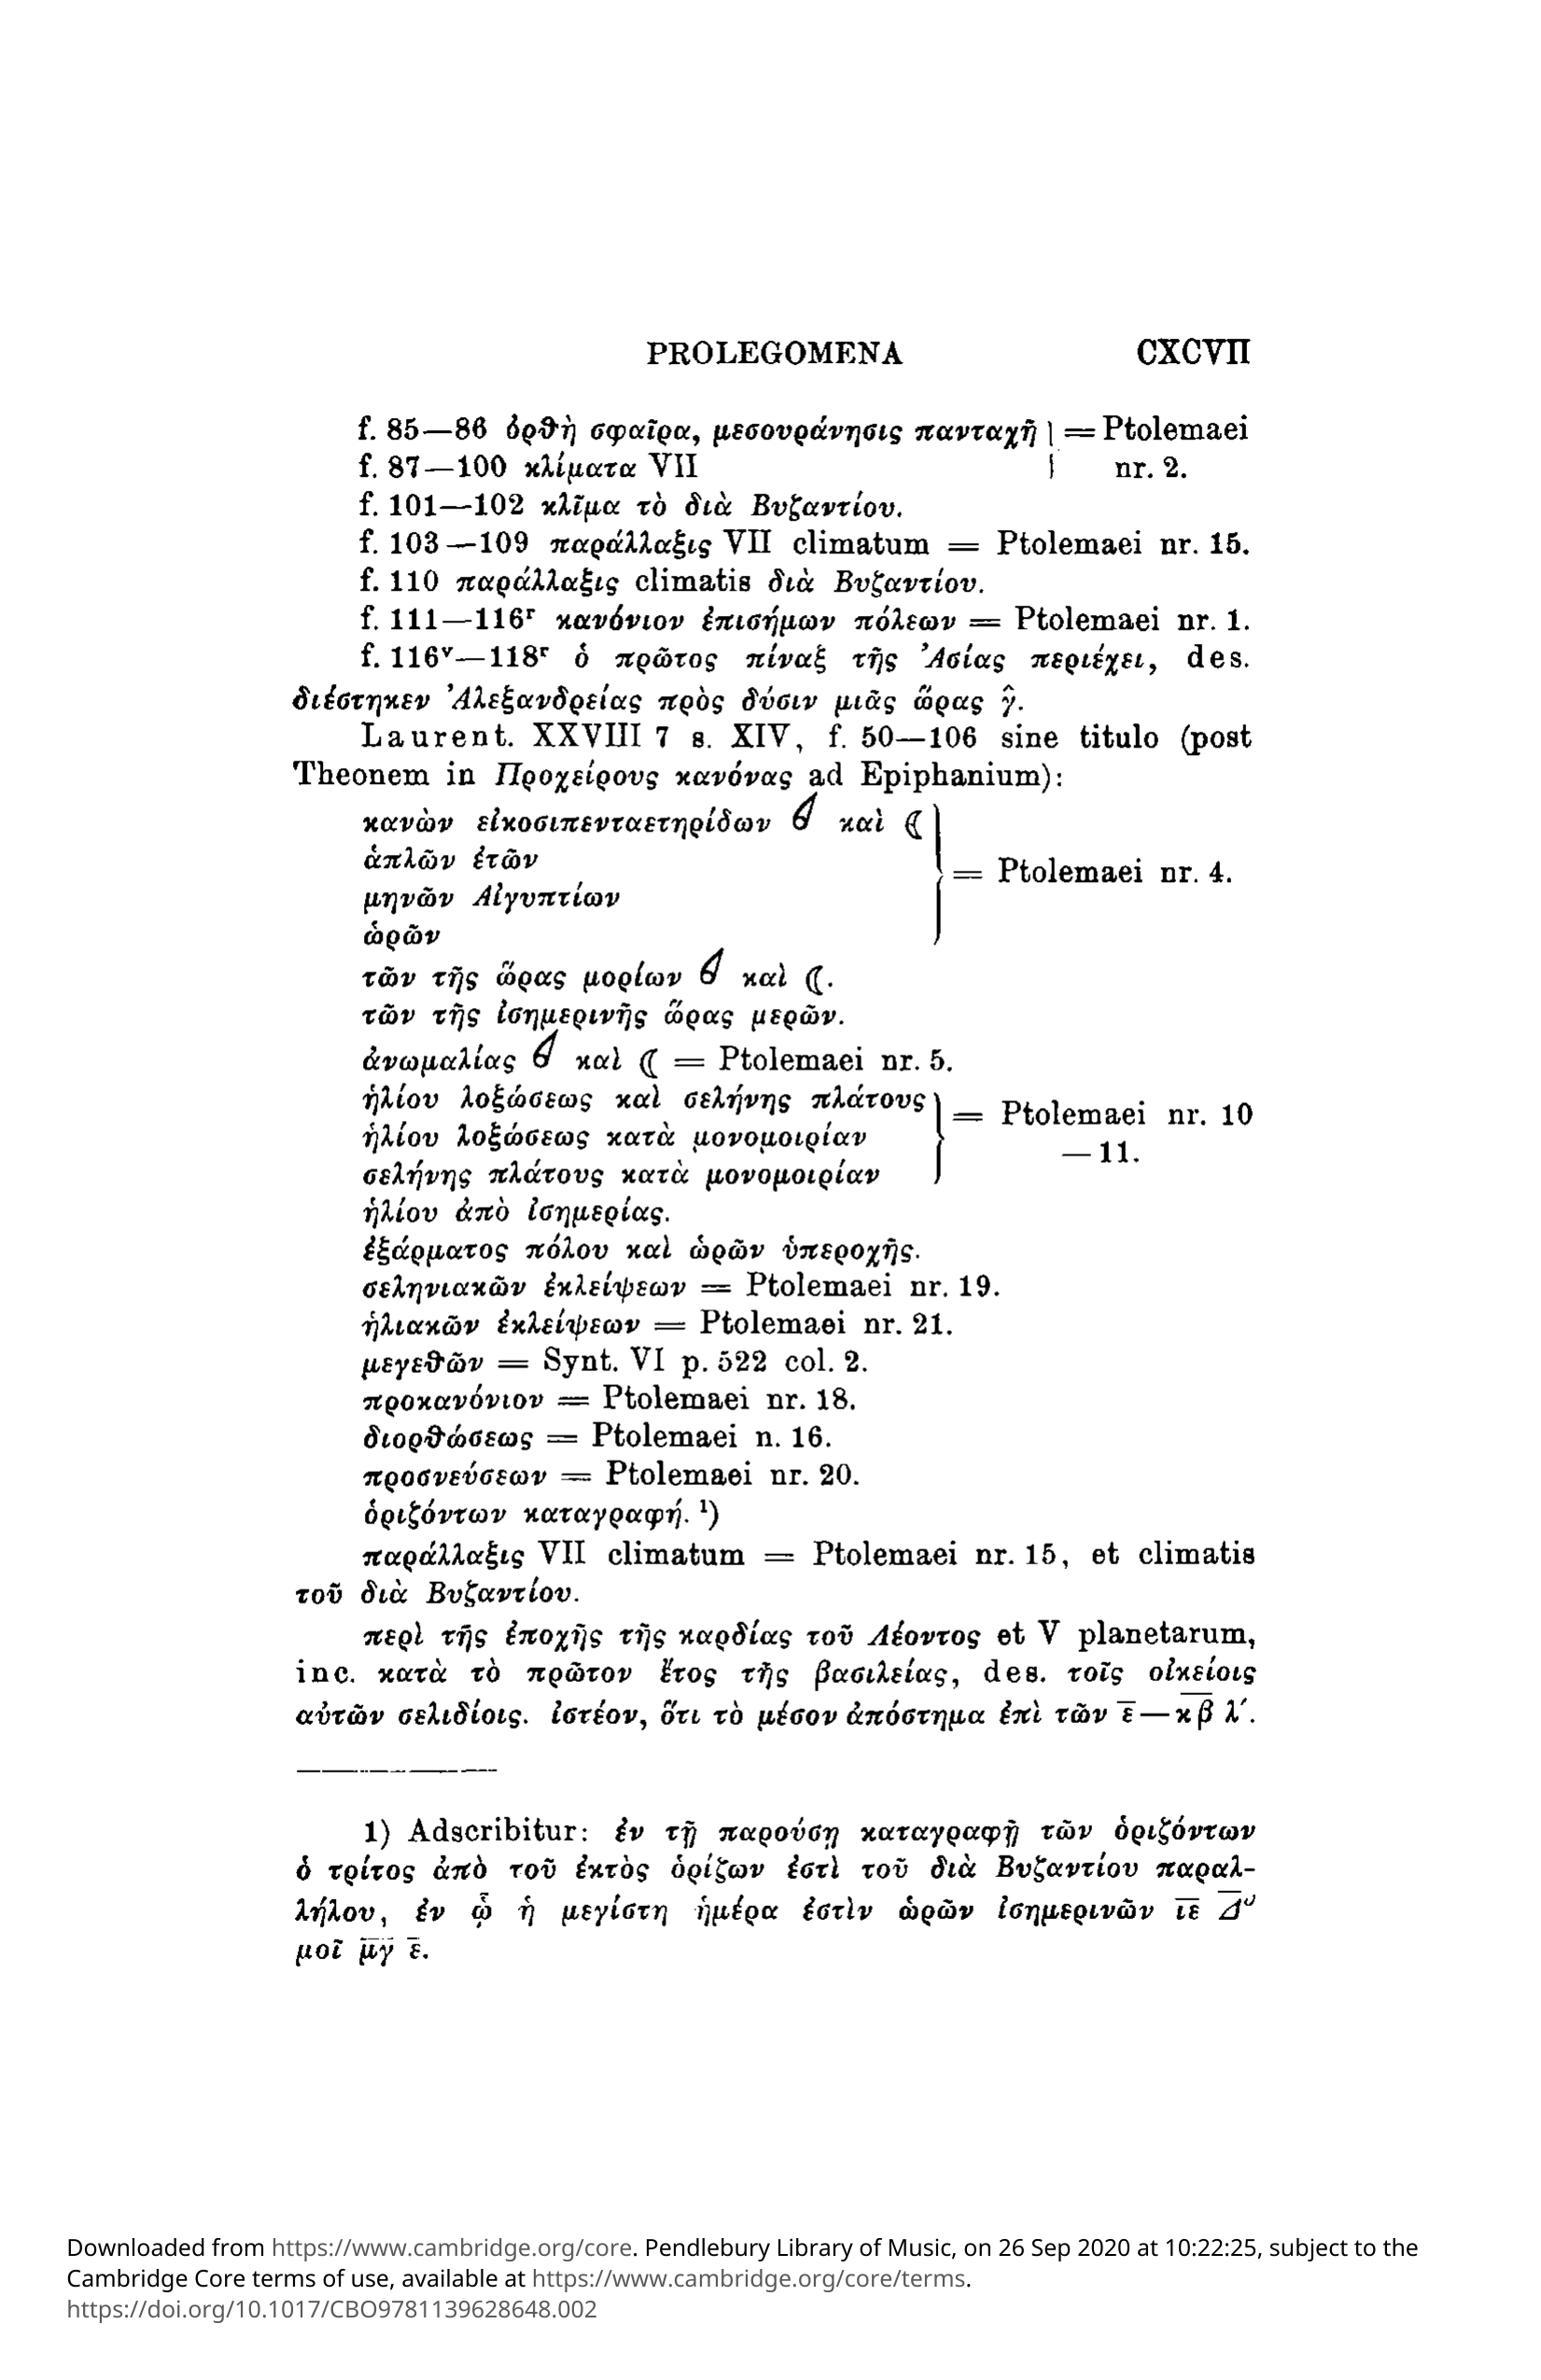 PROLEGOMENA CXCVII
f. 85—86 ὀρθὴ σφαῖρα, μεσουράνησις πανταχῆ } = Ptolemaei
f. 87—100 κλίματα VII } nr. 2.
f. 101—102 κλῖμα τὸ διὰ Βυζαντίου.
f. 103—109 παράλλαξις VII climatum = Ptolemaei nr. 15.
f. 110 παράλλαξις climatis διὰ Βυζαντίου.
f. 111—116ʳ κανόνιον ἐπισήμων πόλεων = Ptolemaei nr. 1.
f. 116ᵛ—118ʳ ὁ πρῶτος πίναξ τῆς Ἀσίας περιέχει, des.
διέστηκεν Ἀλεξανδρείας πρὸς δύσιν μιᾶς ὥρας γ̂.
Laurent. XXVIII 7 s. XIV, f. 50—106 sine titulo (post
Theonem in Προχείρους κανόνας ad Epiphanium):
κανὼν εἰκοσιπενταετηρίδων καὶ ☾
ἁπλῶν ἐτῶν
= Ptolemaei nr. 4.
μηνῶν Αἰγυπτίων
ὡρῶν
τῶν τῆς ὥρας μορίων καὶ ☾.
τῶν τῆς ἰσημερινῆς ὥρας μερῶν.
ἀνωμαλίας καὶ ☾ = Ptolemaei nr. 5.
ἡλίου λοξώσεως καὶ σελήνης πλάτους } = Ptolemaei nr. 10
ἡλίου λοξώσεως κατὰ μονομοιρίαν —11.
σελήνης πλάτους κατὰ μονομοιρίαν
ἡλίου ἀπὸ ἰσημερίας.
ἐξάρματος πόλου καὶ ὡρῶν ὑπεροχῆς.
σεληνιακῶν ἐκλείψεων = Ptolemaei nr. 19.
ἡλιακῶν ἐκλείψεων = Ptolemaei nr. 21.
μεγεθῶν = Synt. VI p. 522 col. 2.
προκανόνιον = Ptolemaei nr. 18.
διορθώσεως = Ptolemaei n. 16.
προσνεύσεων = Ptolemaei nr. 20.
ὁριζόντων καταγραφή. ¹)
παράλλαξις VII climatum = Ptolemaei nr. 15, et climatis
τοῦ διὰ Βυζαντίου.
περὶ τῆς ἐποχῆς τῆς καρδίας τοῦ Λέοντος et V planetarum,
inc. κατὰ τὸ πρῶτον ἔτος τῆς βασιλείας, des. τοῖς οἰκείοις
αὐτῶν σελιδίοις. ἰστέον, ὅτι τὸ μέσον ἀπόστημα ἐπὶ τῶν ε̅—κ̅β̅ λ´.
1) Adscribitur: ἐν τῇ παρούσῃ καταγραφῇ τῶν ὁριζόντων
ὁ τρίτος ἀπὸ τοῦ ἐκτὸς ὁρίζων ἐστὶ τοῦ διὰ Βυζαντίου παραλ-
λήλου, ἐν ᾧ ἡ μεγίστη ἡμέρα ἐστὶν ὡρῶν ἰσημερινῶν ι̅ε̅
μοῖ μ̅γ̅ ε̅.
Downloaded from https://www.cambridge.org/core. Pendlebury Library of Music, on 26 Sep 2020 at 10:22:25, subject to the
Cambridge Core terms of use, available at https://www.cambridge.org/core/terms.
https://doi.org/10.1017/CBO9781139628648.002